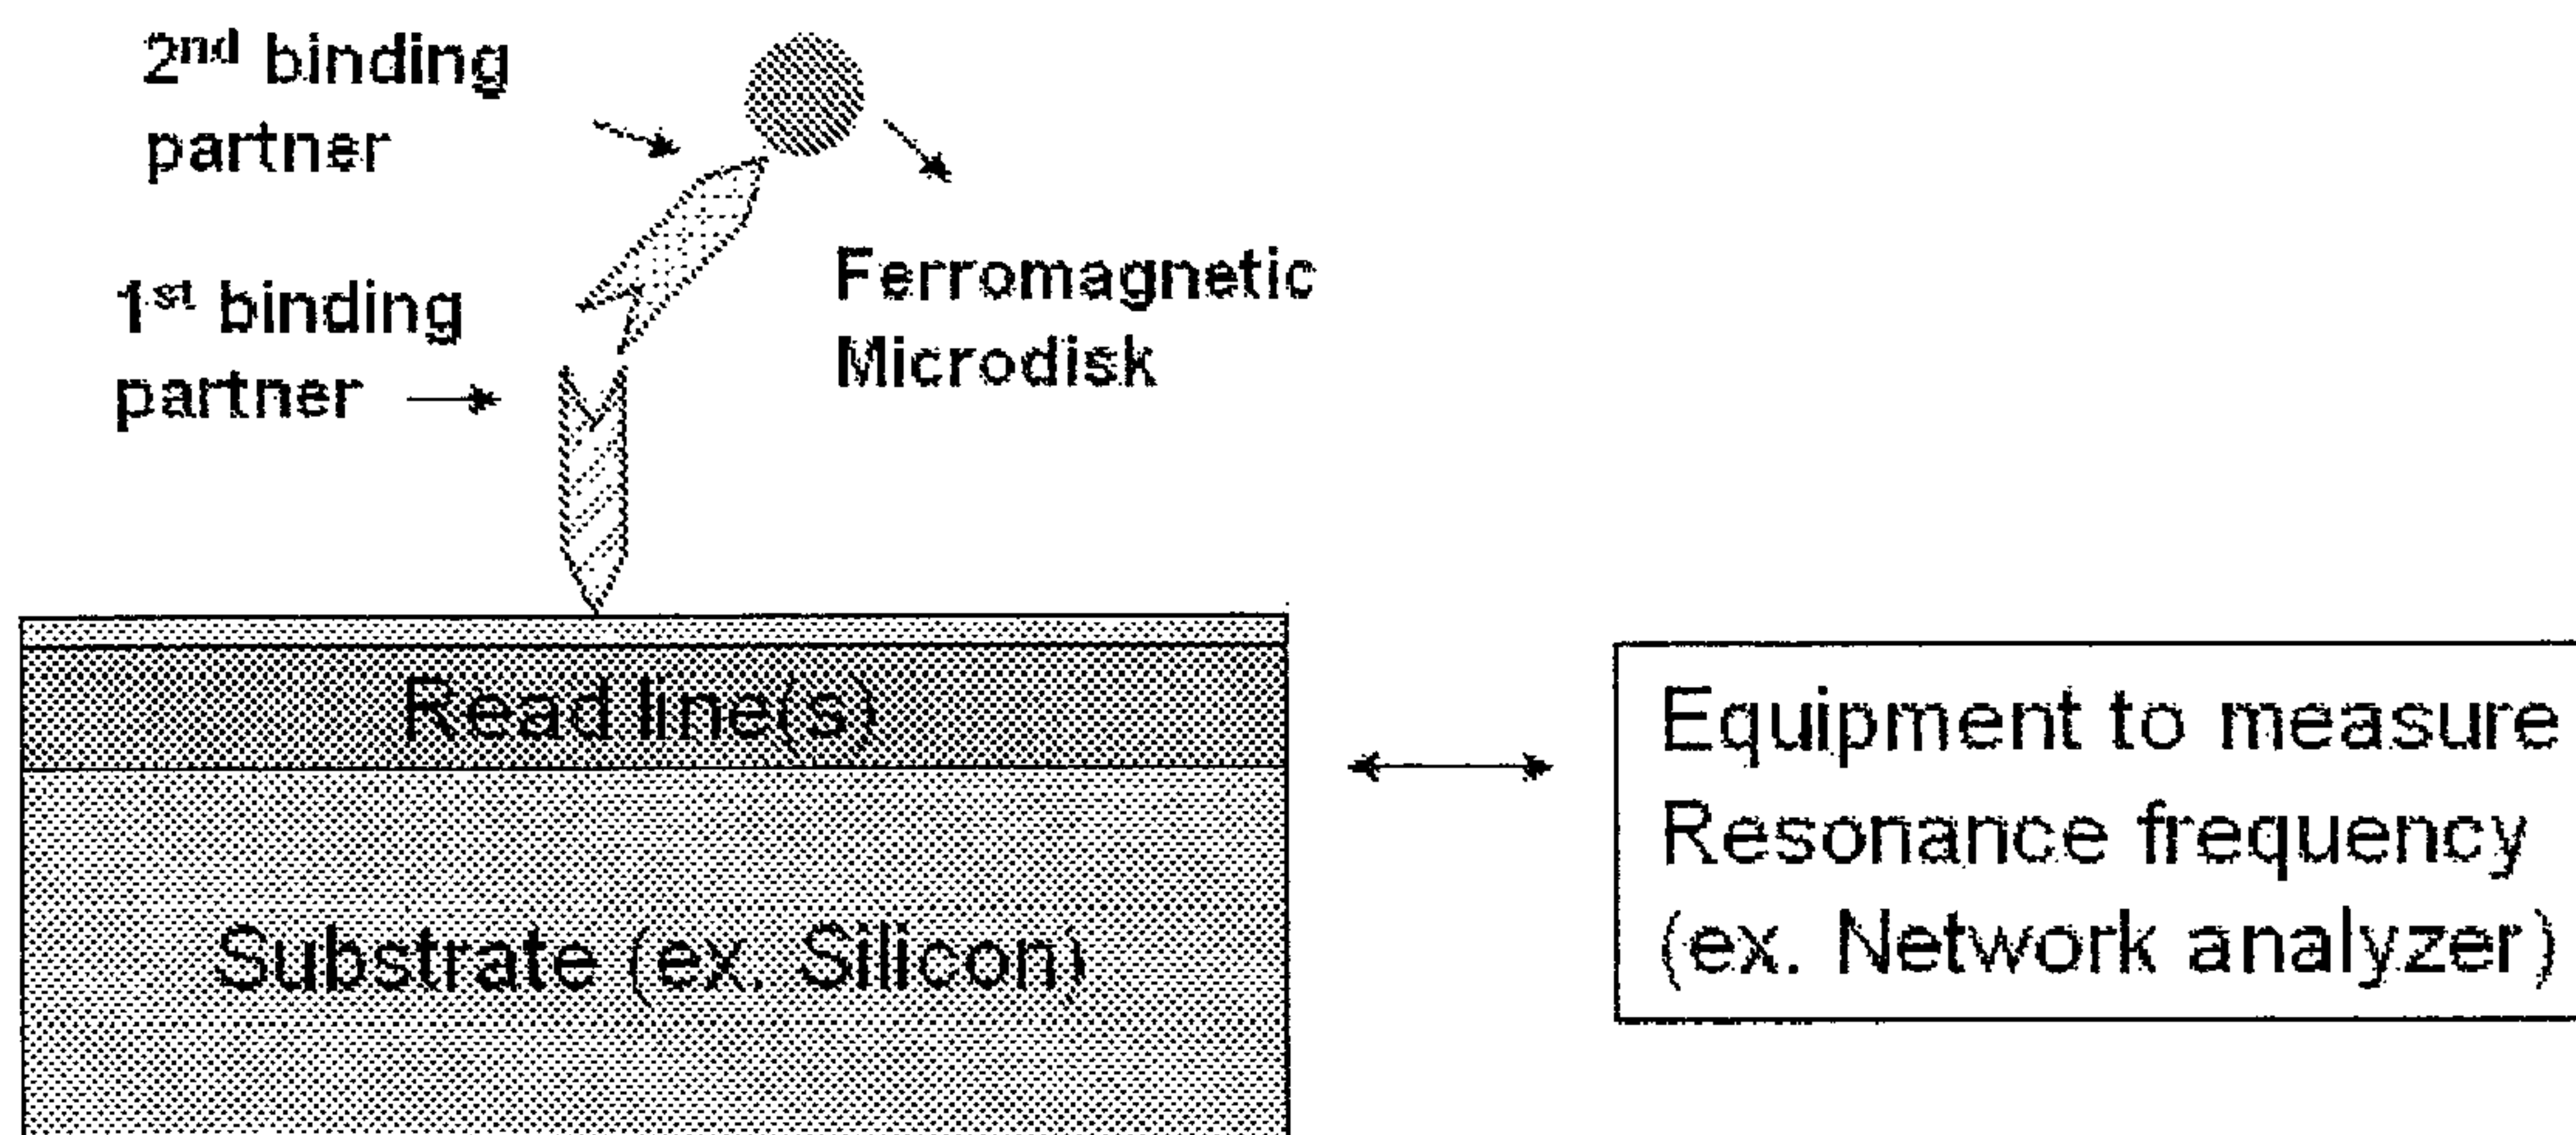 2nd binding
partner
1st binding
partner
Ferromagnetic
Microdisk
Read line(s)
Substrate (ex. Silicon)
Equipment to measure
Resonance frequency
(ex. Network analyzer)